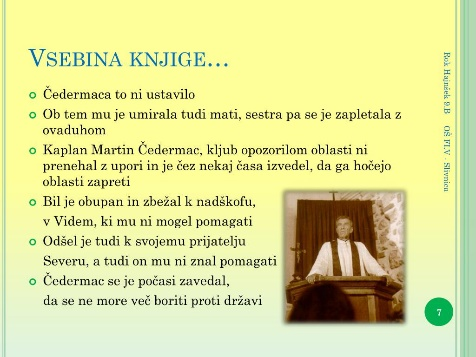 VSEBINA KNJIGE…
Čedermaca to ni ustavilo
Ob tem mu je umirala tudi mati, sestra pa se je zapletala z
ovaduhom
Kaplan Martin Čedermac, kljub opozorilom oblasti ni
prenehal z upori in je čez nekaj časa izvedel, da ga hočejo
oblasti zapreti
Bil je obupan in zbežal k nadškofu,
v Videm, ki mu ni mogel pomagati
Odšel je tudi k svojemu prijatelju
Severu, a tudi on mu ni znal pomagati
Čedermac se je počasi zavedal,
da se ne more več boriti proti državi
Rok Hajnšek 9.B OŠ FLV - Slivnica
7